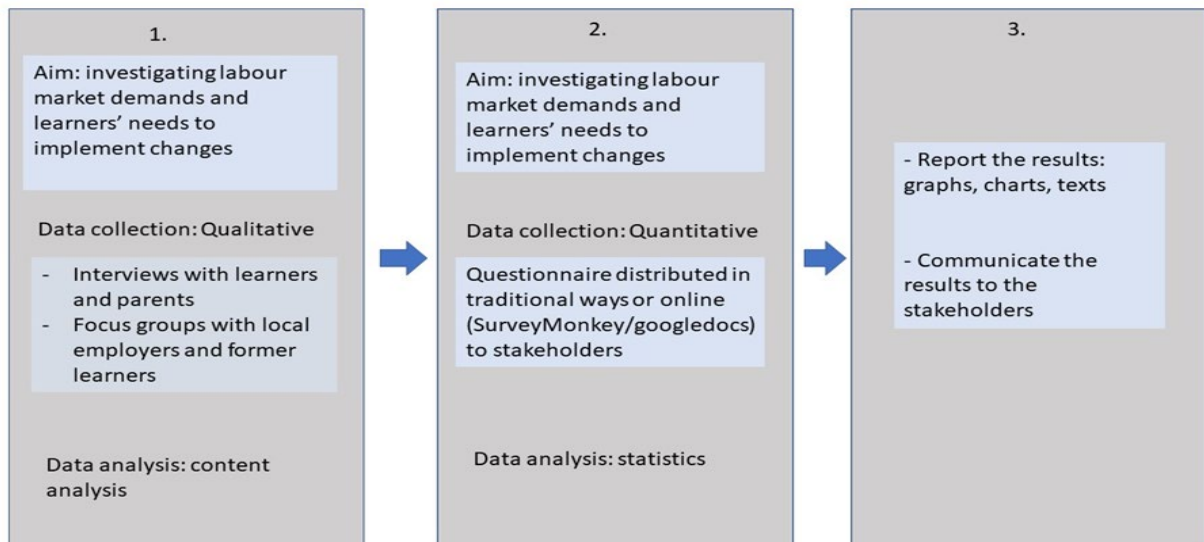 1.
Aim: investigating labour
market demands and
learners’ needs to
implement changes
Data collection: Qualitative
- Interviews with learners
and parents
- Focus groups with local
employers and former
learners
Data analysis: content
analysis
2.
Aim: investigating labour
market demands and
learners’ needs to
implement changes
Data collection: Quantitative
Questionnaire distributed in
traditional ways or online
(SurveyMonkey/googledocs)
to stakeholders
Data analysis: statistics
3.
- Report the results:
graphs, charts, texts
- Communicate the
results to the
stakeholders